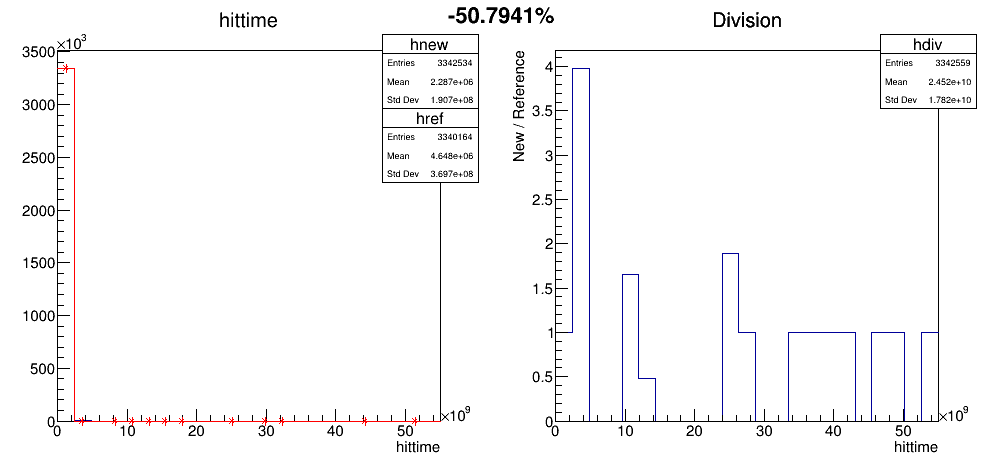 -50.7941%
hittime
×10³
hnew
Entries 3342534
Mean 2.287e+06
Std Dev 1.907e+08
href
Entries 3340164
Mean 4.648e+06
Std Dev 3.697e+08
3500
3000
2500
2000
1500
1000
500
0
0 10 20 30 40 50
×10⁹
hittime
Division
hdiv
Entries 3342559
Mean 2.452e+10
Std Dev 1.782e+10
New / Reference
4
3.5
3
2.5
2
1.5
1
0.5
0
0 10 20 30 40 50
×10⁹
hittime